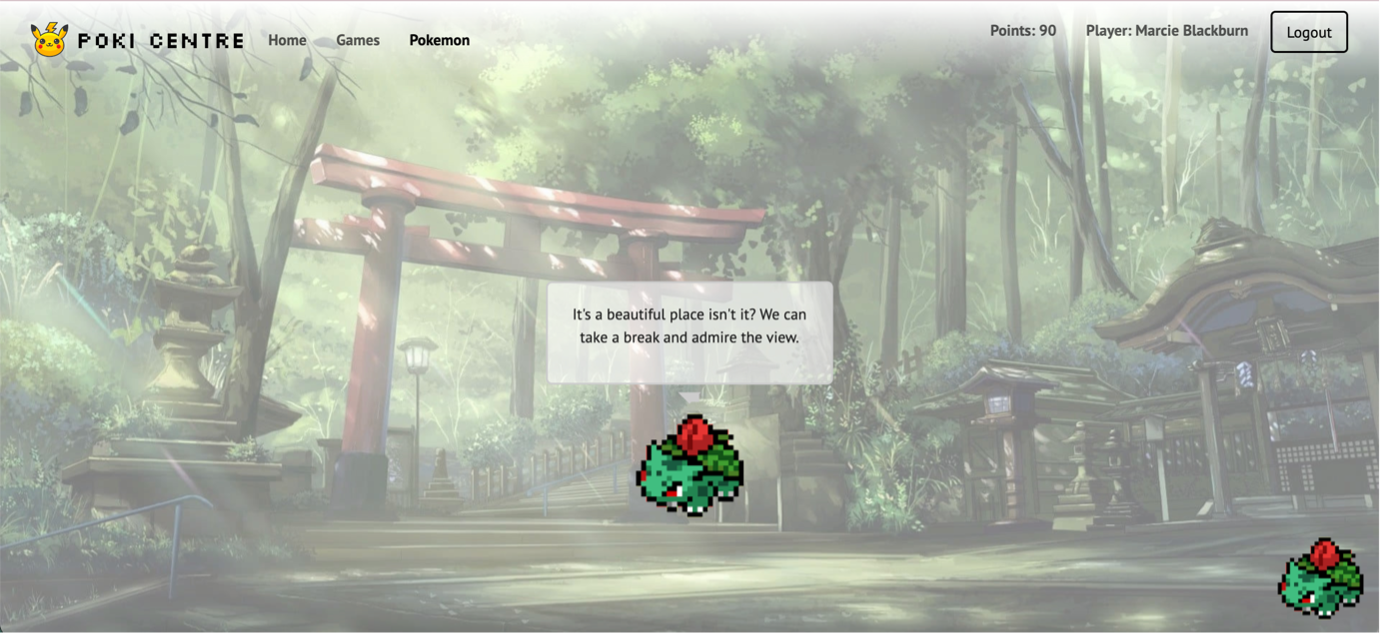 POKI CENTRE
Home
Games
Pokemon
Points: 90
Player: Marcie Blackburn
Logout
It's a beautiful place isn't it? We can
take a break and admire the view.